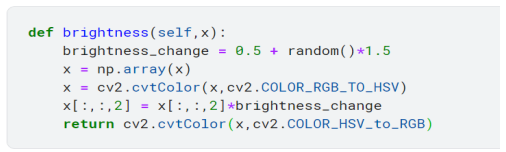 def brightness(self,x):
    brightness_change = 0.5 + random()*1.5
    x = np.array(x)
    x = cv2.cvtColor(x,cv2.COLOR_RGB_TO_HSV)
    x[:,:,2] = x[:,:,2]*brightness_change
    return cv2.cvtColor(x,cv2.COLOR_HSV_to_RGB)